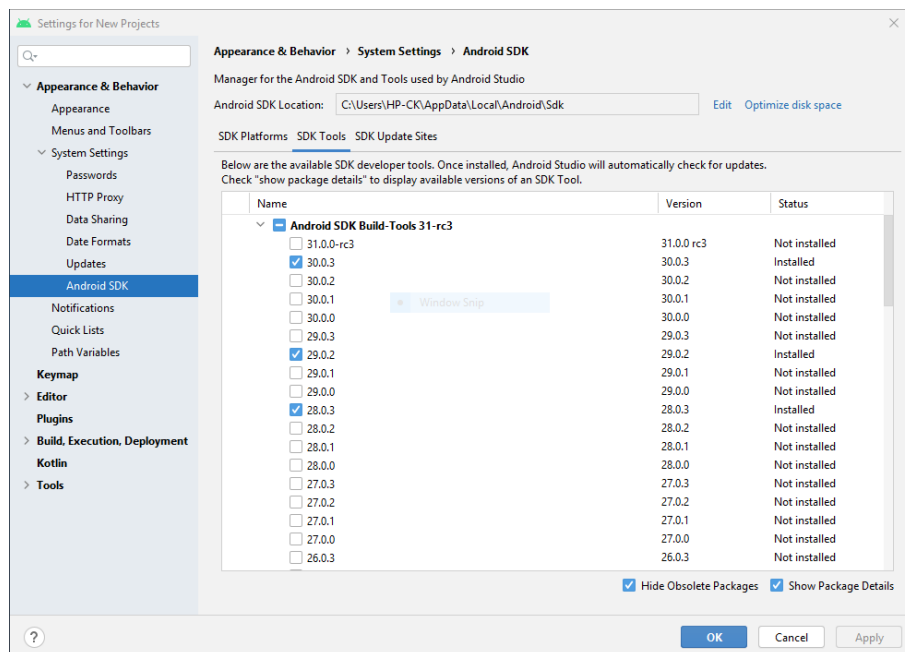 Settings for New Projects
Appearance & Behavior
Appearance
Menus and Toolbars
System Settings
Passwords
HTTP Proxy
Data Sharing
Date Formats
Updates
Android SDK
Notifications
Quick Lists
Path Variables
Keymap
Editor
Plugins
Build, Execution, Deployment
Kotlin
Tools
Appearance & Behavior › System Settings › Android SDK
Manager for the Android SDK and Tools used by Android Studio
Android SDK Location: C:\Users\HP-CK\AppData\Local\Android\Sdk Edit Optimize disk space
SDK Platforms SDK Tools SDK Update Sites
Below are the available SDK developer tools. Once installed, Android Studio will automatically check for updates.
Check "show package details" to display available versions of an SDK Tool.
Name Version Status
Android SDK Build-Tools 31-rc3
31.0.0-rc3 31.0.0 rc3 Not installed
30.0.3 30.0.3 Installed
30.0.2 30.0.2 Not installed
30.0.1 30.0.1 Not installed
Window Snip
30.0.0 30.0.0 Not installed
29.0.3 29.0.3 Not installed
29.0.2 29.0.2 Installed
29.0.1 29.0.1 Not installed
29.0.0 29.0.0 Not installed
28.0.3 28.0.3 Installed
28.0.2 28.0.2 Not installed
28.0.1 28.0.1 Not installed
28.0.0 28.0.0 Not installed
27.0.3 27.0.3 Not installed
27.0.2 27.0.2 Not installed
27.0.1 27.0.1 Not installed
27.0.0 27.0.0 Not installed
26.0.3 26.0.3 Not installed
Hide Obsolete Packages Show Package Details
? OK Cancel Apply